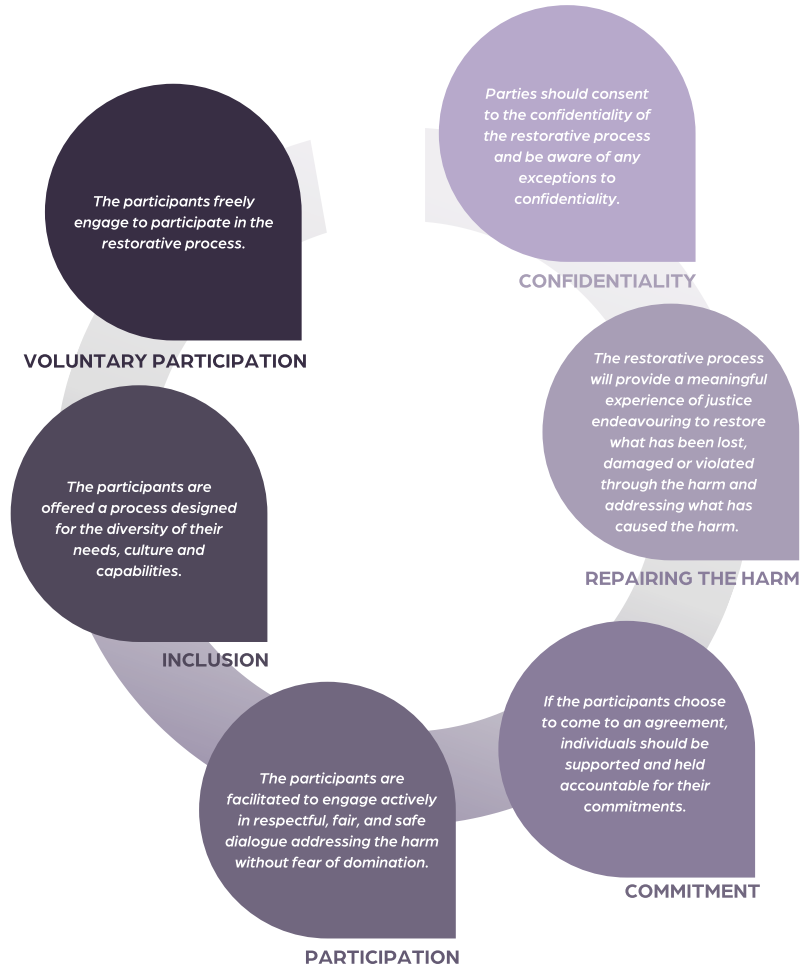 Parties should consent
to the confidentiality of
the restorative process
and be aware of any
exceptions to
confidentiality.
CONFIDENTIALITY
The participants freely
engage to participate in the
restorative process.
VOLUNTARY PARTICIPATION
The restorative process
will provide a meaningful
experience of justice
endeavouring to restore
what has been lost,
damaged or violated
through the harm and
addressing what has
caused the harm.
REPAIRING THE HARM
The participants are
offered a process designed
for the diversity of their
needs, culture and
capabilities.
INCLUSION
If the participants choose
to come to an agreement,
individuals should be
supported and held
accountable for their
commitments.
COMMITMENT
The participants are
facilitated to engage actively
in respectful, fair, and safe
dialogue addressing the harm
without fear of domination.
PARTICIPATION